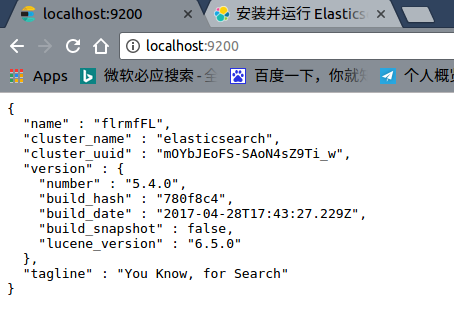 localhost:9200
安装并运行 Elastics
localhost:9200
Apps
微软必应搜索 - 全
百度一下，你就
个人概
{
"name" : "flrmfFL",
"cluster_name" : "elasticsearch",
"cluster_uuid" : "mOYbJEoFS-SAoN4sZ9Ti_w",
"version" : {
"number" : "5.4.0",
"build_hash" : "780f8c4",
"build_date" : "2017-04-28T17:43:27.229Z",
"build_snapshot" : false,
"lucene_version" : "6.5.0"
},
"tagline" : "You Know, for Search"
}